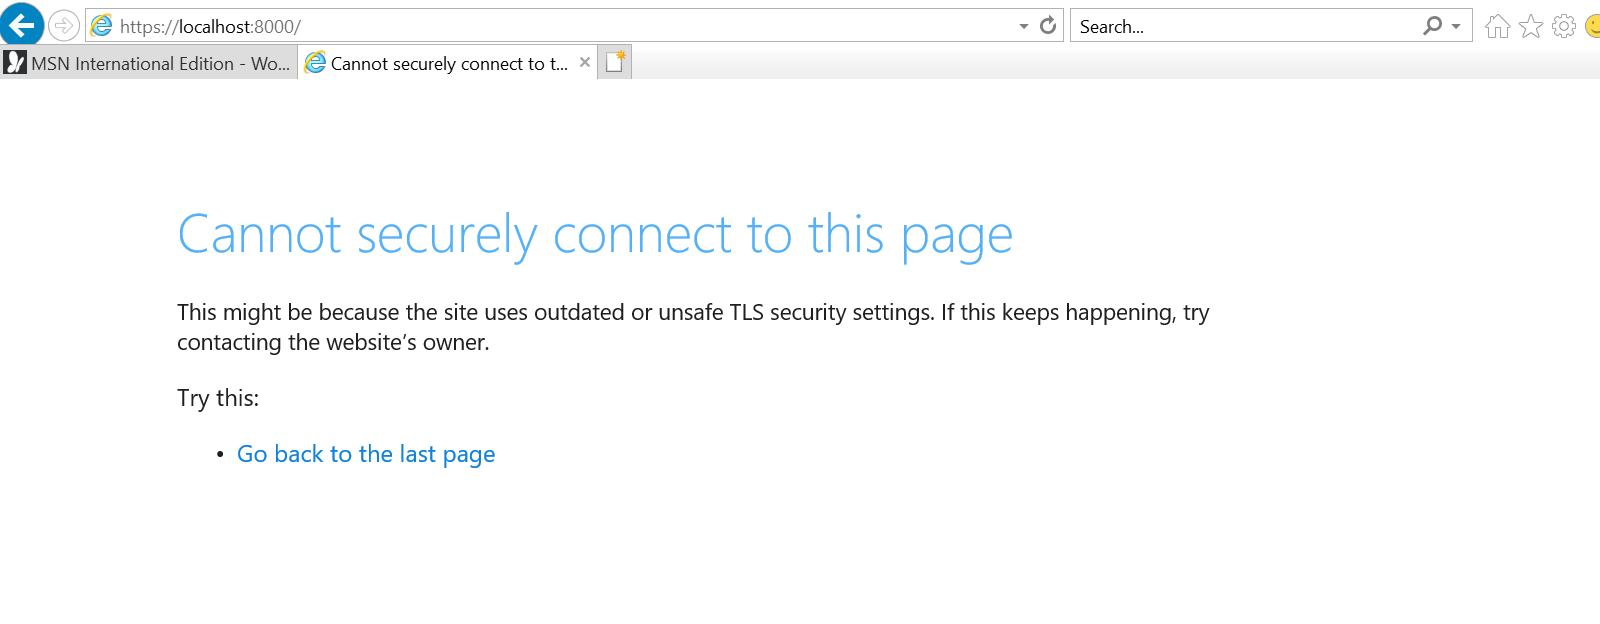 https://localhost:8000/
Search...
MSN International Edition - Wo...
Cannot securely connect to t...
Cannot securely connect to this page
This might be because the site uses outdated or unsafe TLS security settings. If this keeps happening, try
contacting the website’s owner.
Try this:
• Go back to the last page